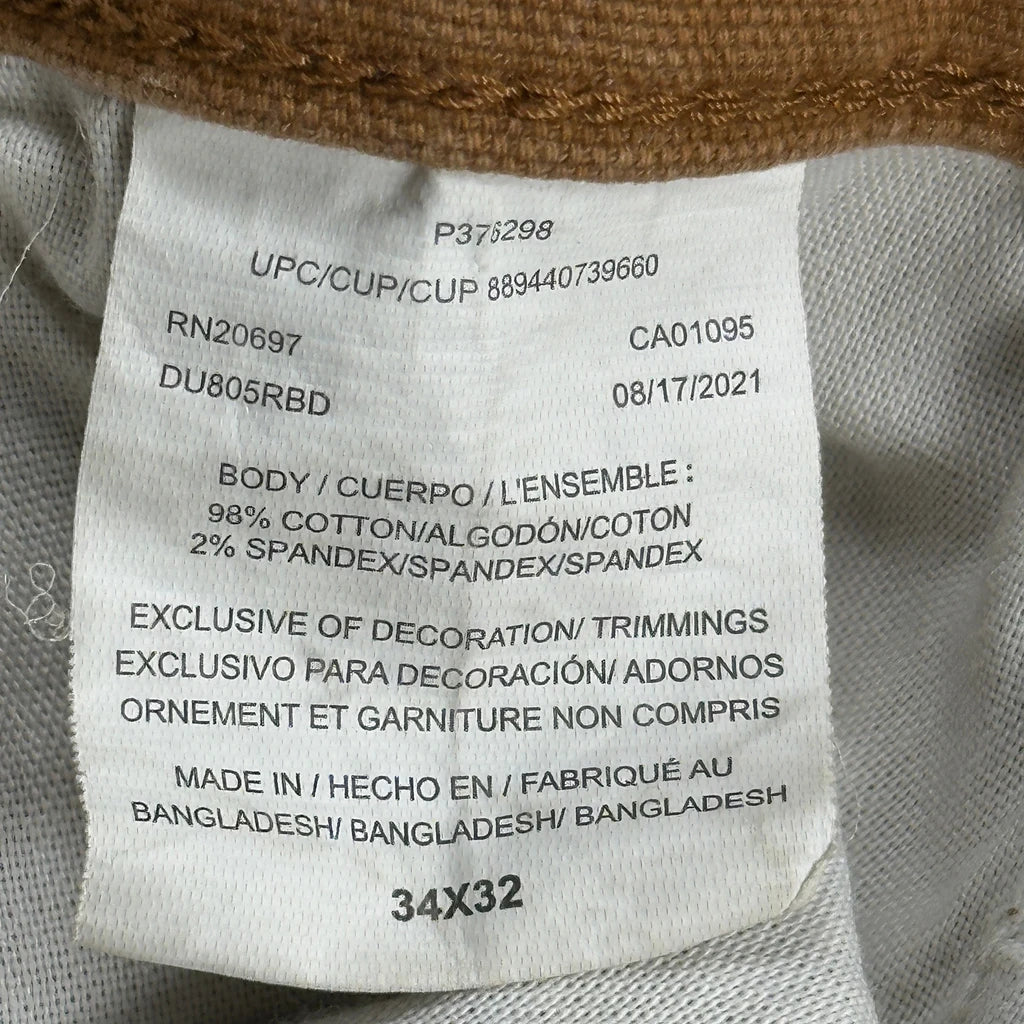 P376298
UPC/CUP/CUP 889440739660
RN20697 CA01095
DU805RBD 08/17/2021
BODY / CUERPO / L'ENSEMBLE :
98% COTTON/ALGODÓN/COTON
2% SPANDEX/SPANDEX/SPANDEX
EXCLUSIVE OF DECORATION/ TRIMMINGS
EXCLUSIVO PARA DECORACIÓN/ ADORNOS
ORNEMENT ET GARNITURE NON COMPRIS
MADE IN / HECHO EN / FABRIQUÉ AU
BANGLADESH/ BANGLADESH/ BANGLADESH
34X32